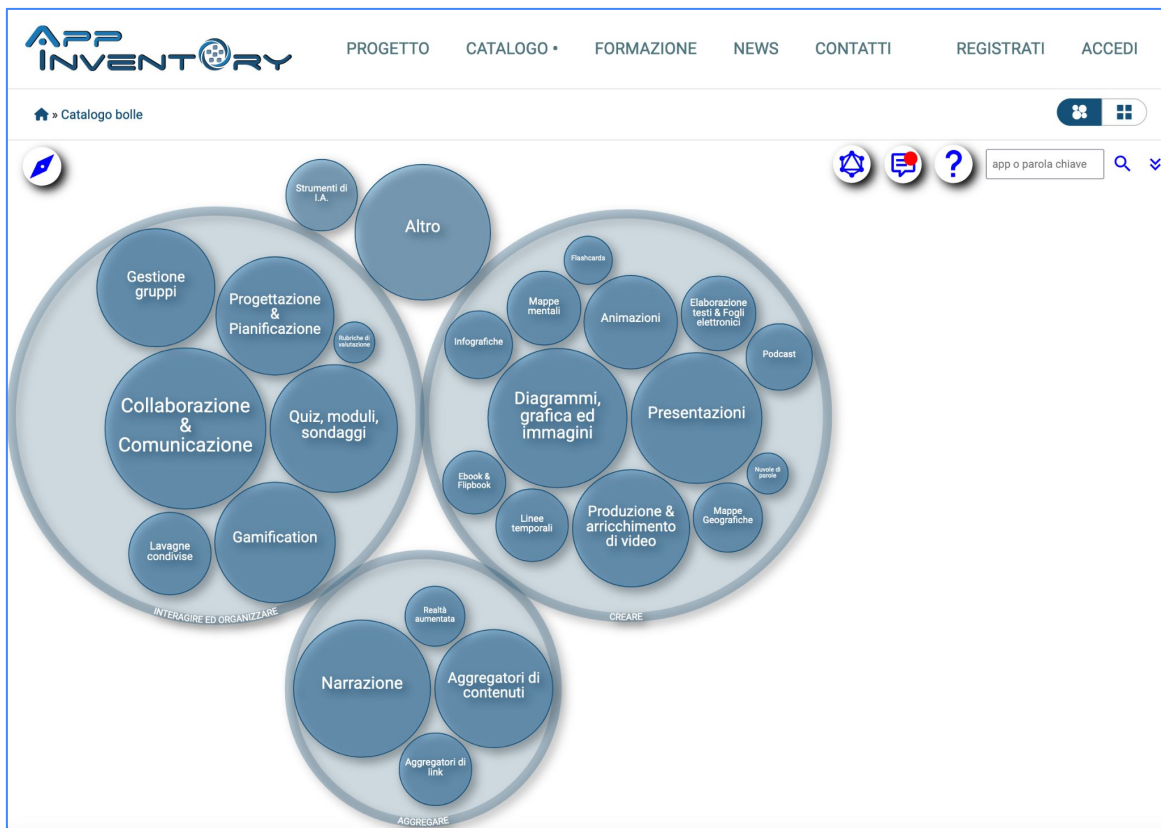 APP
INVENTORY
PROGETTO
CATALOGO •
FORMAZIONE
NEWS
CONTATTI
REGISTRATI
ACCEDI
» Catalogo bolle
?
app o parola chiave
Strumenti di
I.A.
Altro
Gestione
gruppi
Progettazione
&
Pianificazione
Rubriche di
valutazione
Collaborazione
&
Comunicazione
Quiz, moduli,
sondaggi
Lavagne
condivise
Gamification
INTERAGIRE ED ORGANIZZARE
Flashcards
Mappe
mentali
Animazioni
Elaborazione
testi & Fogli
elettronici
Infografiche
Podcast
Diagrammi,
grafica ed
immagini
Presentazioni
Ebook &
Flipbook
Nuvole di
parole
Linee
temporali
Produzione &
arricchimento
di video
Mappe
Geografiche
CREARE
Realtà
aumentata
Narrazione
Aggregatori di
contenuti
Aggregatori di
link
AGGREGARE